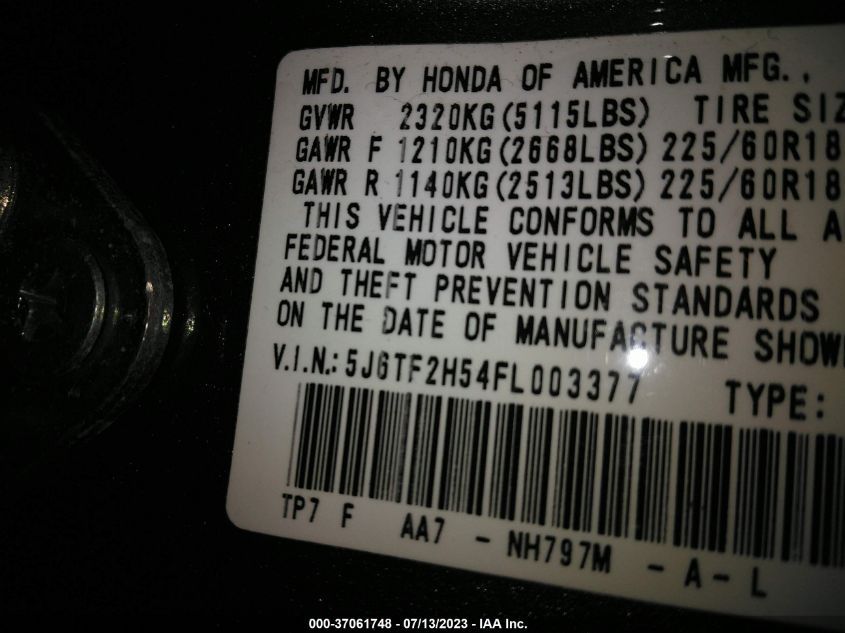 MFD. BY HONDA OF AMERICA MFG.,
GVWR 2320KG(5115LBS) TIRE SIZ
GAWR F 1210KG(2668LBS) 225/60R18
GAWR R 1140KG(2513LBS) 225/60R18
THIS VEHICLE CONFORMS TO ALL A
FEDERAL MOTOR VEHICLE SAFETY
AND THEFT PREVENTION STANDARDS
ON THE DATE OF MANUFACTURE SHOW
V.I.N.: 5J6TF2H54FL003377 TYPE:
TP7 F AA7 - NH797M - A - L
000-37061748 - 07/13/2023 - IAA Inc.